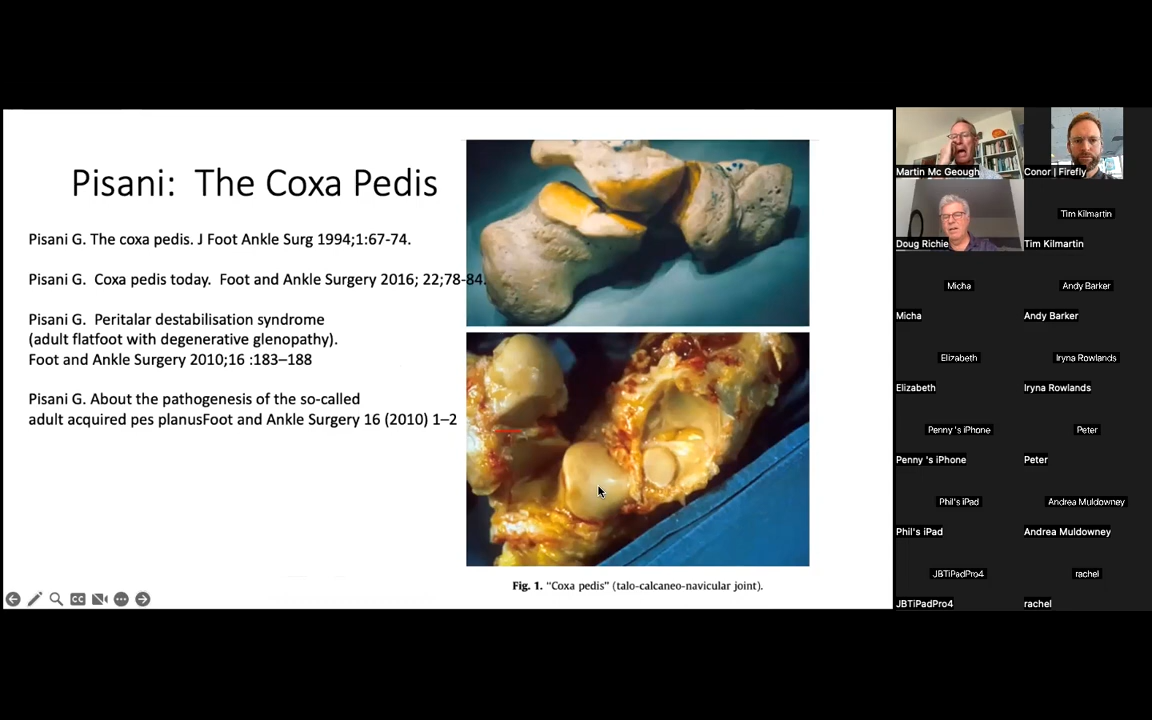 Pisani: The Coxa Pedis
Pisani G. The coxa pedis. J Foot Ankle Surg 1994;1:67-74.
Pisani G. Coxa pedis today. Foot and Ankle Surgery 2016; 22;78-84.
Pisani G. Peritalar destabilisation syndrome
(adult flatfoot with degenerative glenopathy).
Foot and Ankle Surgery 2010;16 :183–188
Pisani G. About the pathogenesis of the so-called
adult acquired pes planusFoot and Ankle Surgery 16 (2010) 1–2
Fig. 1. "Coxa pedis" (talo-calcaneo-navicular joint).
CC
Martin Mc Geough
Conor | Firefly
Doug Richie
Tim Kilmartin
Tim Kilmartin
Micha
Micha
Andy Barker
Andy Barker
Elizabeth
Elizabeth
Iryna Rowlands
Iryna Rowlands
Penny 's iPhone
Penny 's iPhone
Peter
Peter
Phil's iPad
Phil's iPad
Andrea Muldowney
Andrea Muldowney
JBTiPadPro4
JBTiPadPro4
rachel
rachel